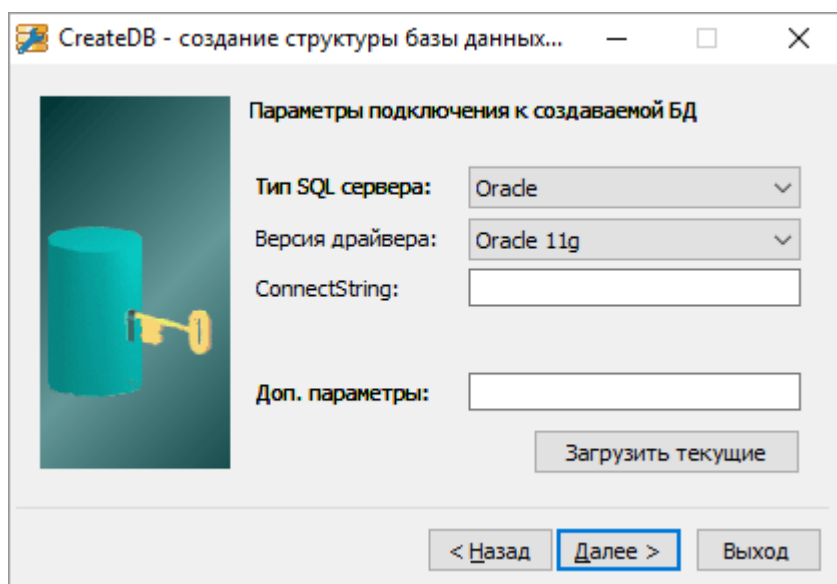 CreateDB - создание структуры базы данных...
Параметры подключения к создаваемой БД
Тип SQL сервера: Oracle
Версия драйвера: Oracle 11g
ConnectString:
Доп. параметры:
Загрузить текущие
< Назад Далее > Выход